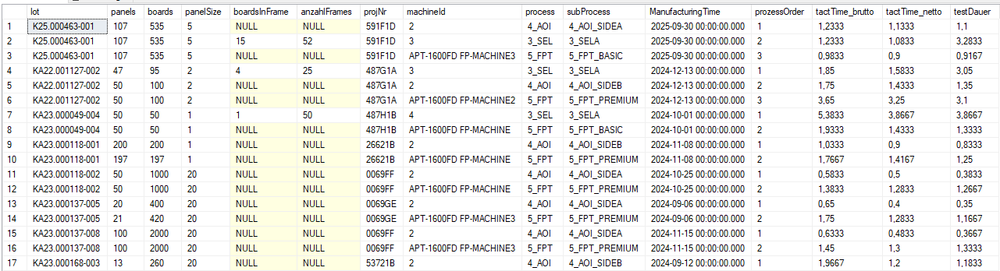 lot panels boards panelSize boardsInFrame anzahlFrames projNr machineId process subProcess ManufacturingTime prozessOrder tactTime_brutto tactTime_netto testDauer
1 K25.000463-001 107 535 5 NULL NULL 591F1D 2 4_AOI 4_AOI_SIDEA 2025-09-30 00:00:00.000 1 1,2333 1,1333 1,1
2 K25.000463-001 107 535 5 15 52 591F1D 3 3_SEL 3_SELA 2025-09-30 00:00:00.000 2 1,2333 1,0833 3,2833
3 K25.000463-001 107 535 5 NULL NULL 591F1D APT-1600FD FP-MACHINE3 5_FPT 5_FPT_BASIC 2025-09-30 00:00:00.000 3 0,9833 0,9 0,9167
4 KA22.001127-002 47 95 2 4 25 487G1A 3 3_SEL 3_SELA 2024-12-13 00:00:00.000 1 1,85 1,5833 3,05
5 KA22.001127-002 50 100 2 NULL NULL 487G1A 2 4_AOI 4_AOI_SIDEB 2024-12-13 00:00:00.000 2 1,75 1,4333 1,35
6 KA22.001127-002 50 100 2 NULL NULL 487G1A APT-1600FD FP-MACHINE2 5_FPT 5_FPT_PREMIUM 2024-12-13 00:00:00.000 3 3,65 3,25 3,1
7 KA23.000049-004 50 50 1 1 50 487H1B 4 3_SEL 3_SELA 2024-10-01 00:00:00.000 1 5,3833 3,8667 3,8667
8 KA23.000049-004 50 50 1 NULL NULL 487H1B APT-1600FD FP-MACHINE 5_FPT 5_FPT_BASIC 2024-10-01 00:00:00.000 2 1,9333 1,4333 1,3333
9 KA23.000118-001 200 200 1 NULL NULL 26621B 2 4_AOI 4_AOI_SIDEB 2024-11-08 00:00:00.000 1 1,0333 0,9 0,8333
10 KA23.000118-001 197 197 1 NULL NULL 26621B APT-1600FD FP-MACHINE 5_FPT 5_FPT_PREMIUM 2024-11-08 00:00:00.000 2 1,7667 1,4167 1,25
11 KA23.000118-002 50 1000 20 NULL NULL 0069FF 2 4_AOI 4_AOI_SIDEA 2024-10-25 00:00:00.000 1 0,5833 0,5 0,3833
12 KA23.000118-002 50 1000 20 NULL NULL 0069FF APT-1600FD FP-MACHINE 5_FPT 5_FPT_PREMIUM 2024-10-25 00:00:00.000 2 1,3833 1,2833 1,2667
13 KA23.000137-005 20 400 20 NULL NULL 0069GE 2 4_AOI 4_AOI_SIDEA 2024-09-06 00:00:00.000 1 0,65 0,4 0,35
14 KA23.000137-005 21 420 20 NULL NULL 0069GE APT-1600FD FP-MACHINE3 5_FPT 5_FPT_PREMIUM 2024-09-06 00:00:00.000 2 1,75 1,2833 1,1667
15 KA23.000137-008 100 2000 20 NULL NULL 0069FF 2 4_AOI 4_AOI_SIDEA 2024-11-15 00:00:00.000 1 0,6333 0,4833 0,3667
16 KA23.000137-008 100 2000 20 NULL NULL 0069FF APT-1600FD FP-MACHINE3 5_FPT 5_FPT_PREMIUM 2024-11-15 00:00:00.000 2 1,45 1,3 1,3333
17 KA23.000168-003 13 260 20 NULL NULL 53721B 2 4_AOI 4_AOI_SIDEB 2024-09-12 00:00:00.000 1 1,9667 1,2 1,1833